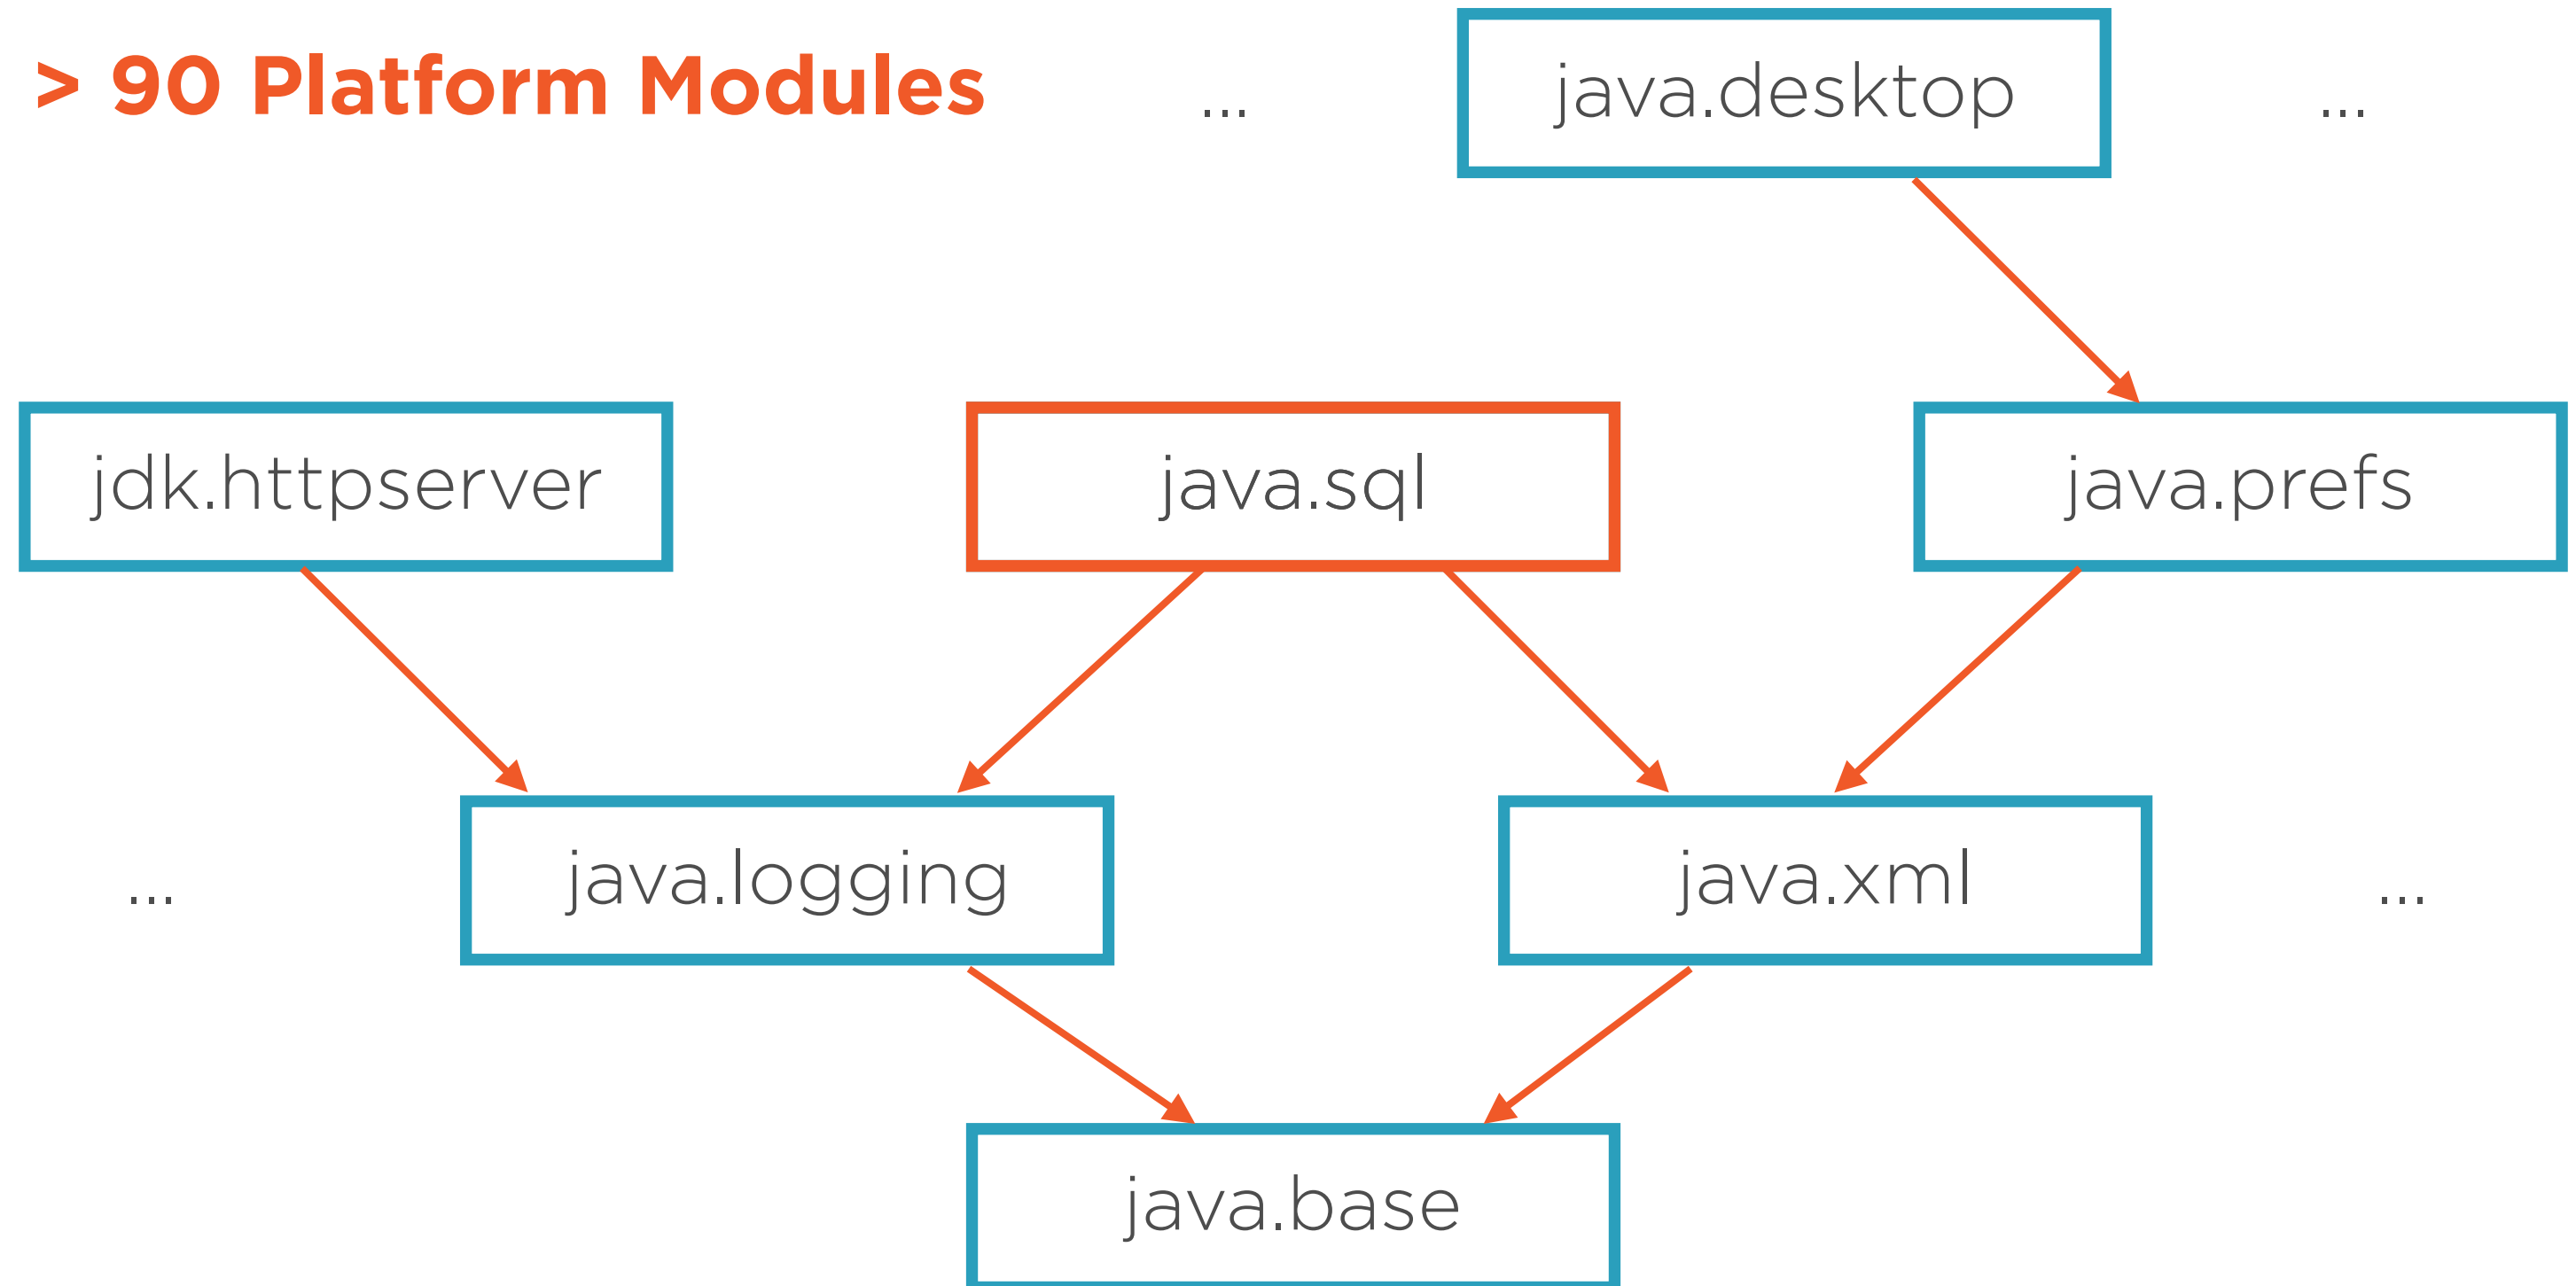 > 90 Platform Modules
...
java.desktop
...
jdk.httpserver
java.sql
java.prefs
...
java.logging
java.xml
...
java.base